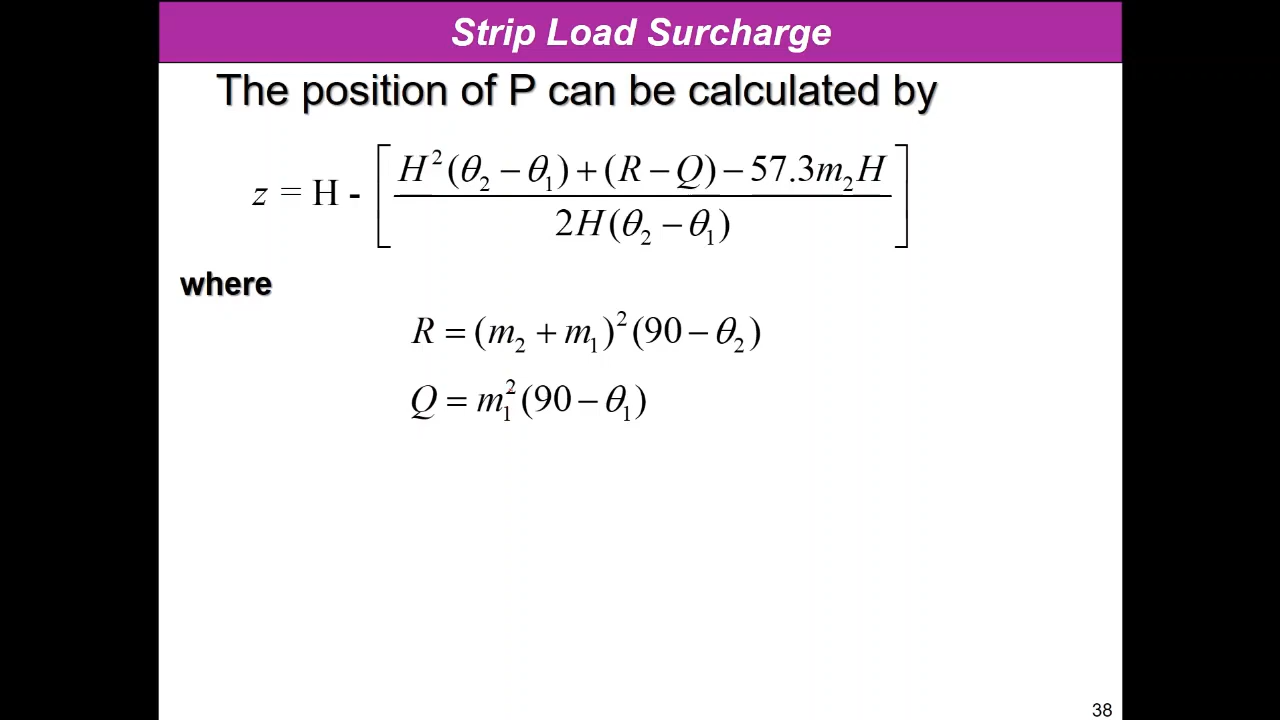 Strip Load Surcharge
The position of P can be calculated by
z = H - [ (H²(θ₂ − θ₁) + (R − Q) − 57.3m₂H) / (2H(θ₂ − θ₁)) ]
where
R = (m₂ + m₁)²(90 − θ₂)
Q = m₁²(90 − θ₁)
38